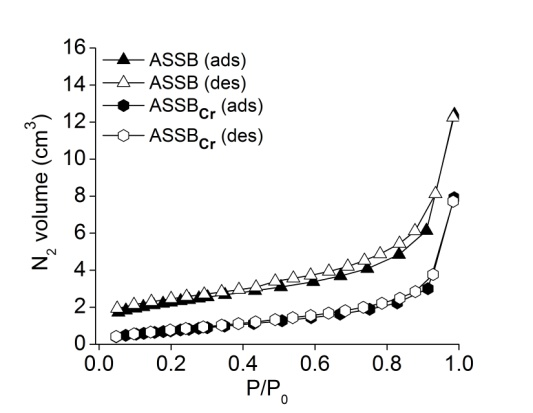 16
14
12
10
8
6
4
2
0
N2 volume (cm3)
ASSB (ads)
ASSB (des)
ASSBCr (ads)
ASSBCr (des)
0.0 0.2 0.4 0.6 0.8 1.0
P/P0